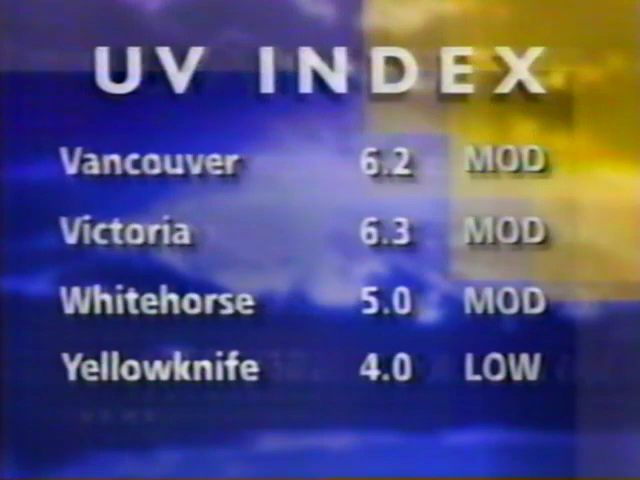 UV INDEX
Vancouver 6.2 MOD
Victoria 6.3 MOD
Whitehorse 5.0 MOD
Yellowknife 4.0 LOW